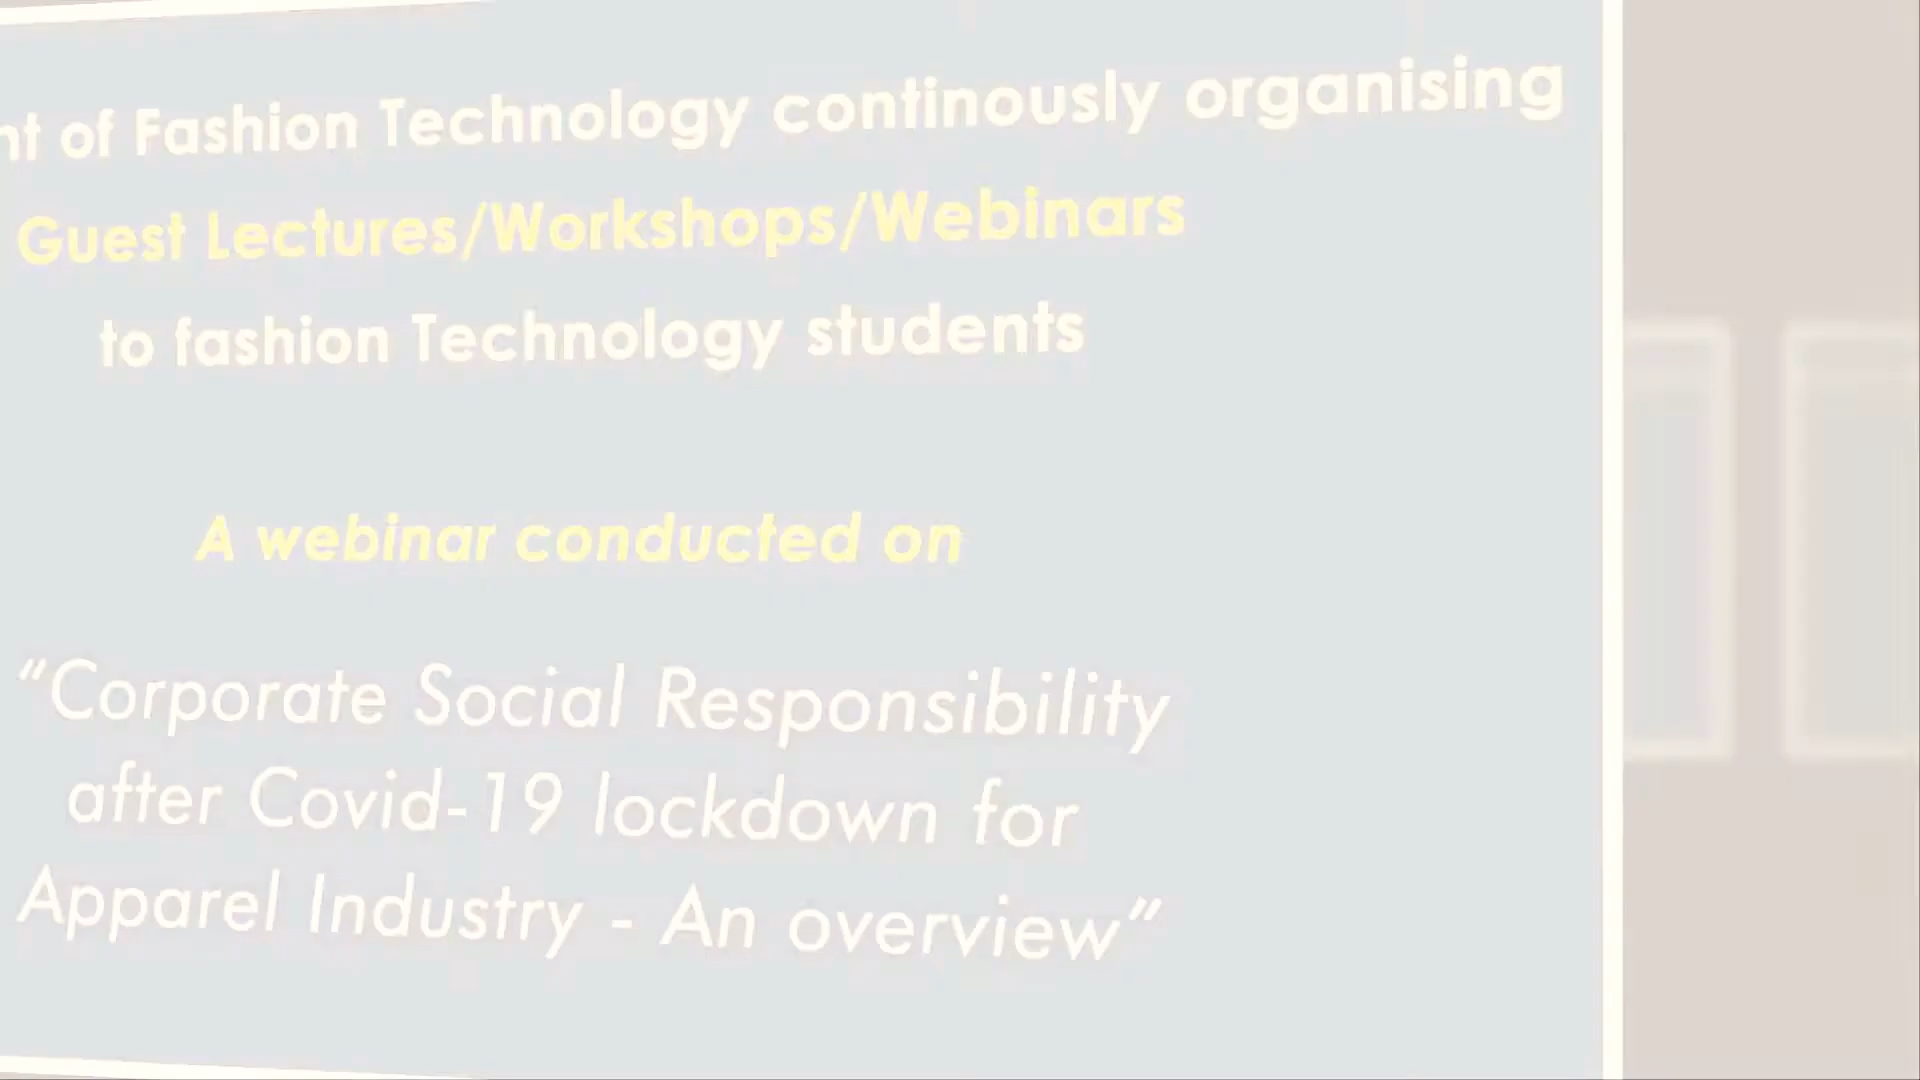 of Fashion Technology continously organising
Guest Lectures/Workshops/Webinars
to fashion Technology students
A webinar conducted on
“Corporate Social Responsibility
after Covid-19 lockdown for
Apparel Industry - An overview”